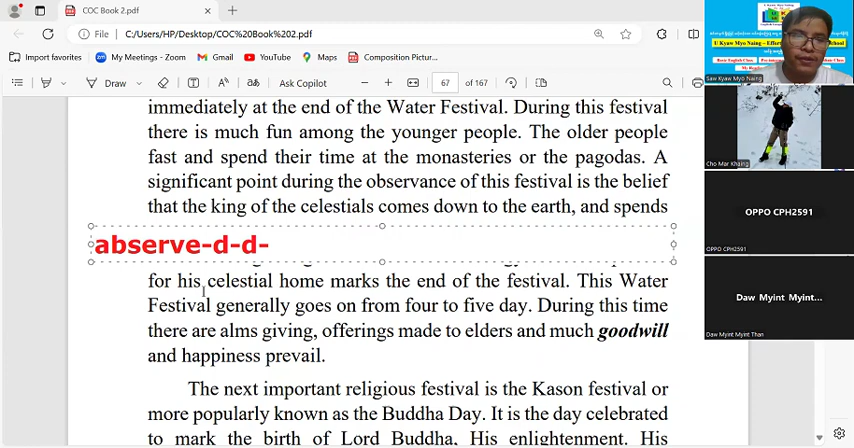 COC Book 2.pdf
File
C:/Users/HP/Desktop/COC%20Book%202.pdf
Import favorites
My Meetings - Zoom
Gmail
YouTube
Maps
Composition Pictur...
Draw
Ask Copilot
67
of 167
immediately at the end of the Water Festival. During this festival
there is much fun among the younger people. The older people
fast and spend their time at the monasteries or the pagodas. A
significant point during the observance of this festival is the belief
that the king of the celestials comes down to the earth, and spends
abserve-d-d-
for his celestial home marks the end of the festival. This Water
Festival generally goes on from four to five day. During this time
there are alms giving, offerings made to elders and much goodwill
and happiness prevail.
The next important religious festival is the Kason festival or
more popularly known as the Buddha Day. It is the day celebrated
to mark the birth of Lord Buddha, His enlightenment. His
Saw Kyaw Myo Naing
Cho Mar Khaing
OPPO CPH2591
OPPO CPH2591
Daw Myint Myint...
Daw Myint Myint Than